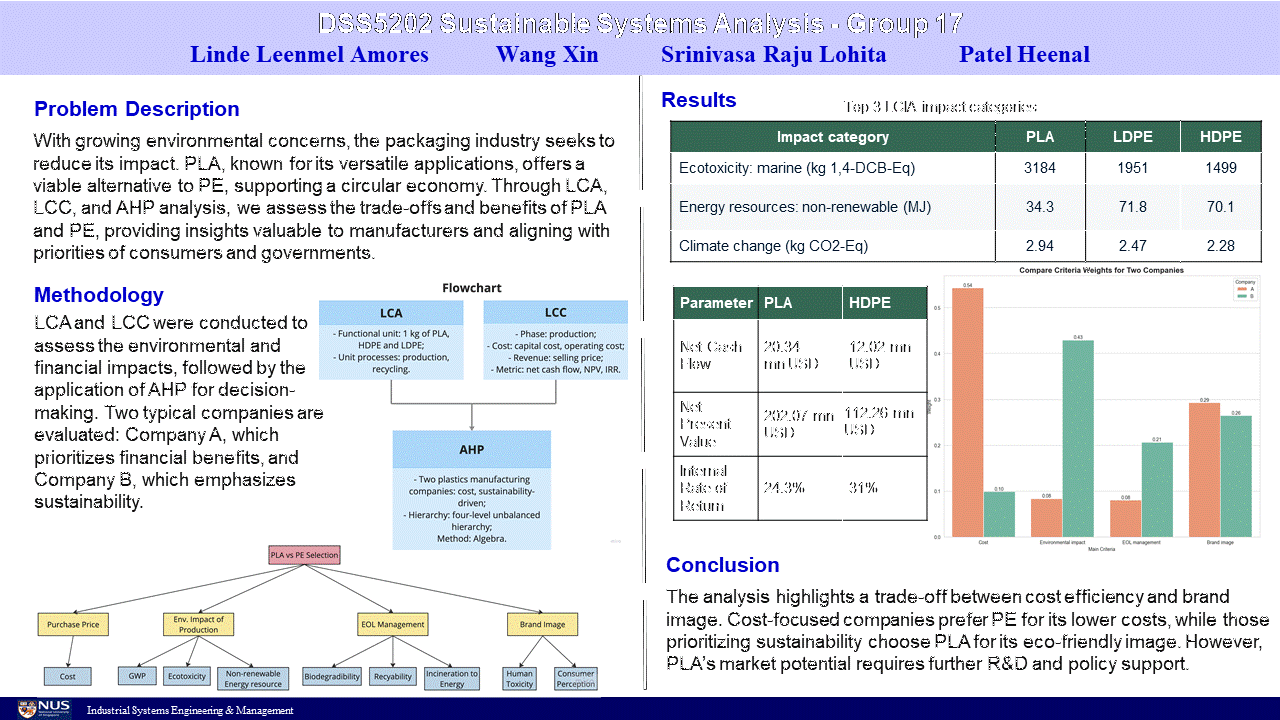 DSS5202 Sustainable Systems Analysis - Group 17
Linde Leenmel Amores Wang Xin Srinivasa Raju Lohita Patel Heenal
Problem Description
With growing environmental concerns, the packaging industry seeks to
reduce its impact. PLA, known for its versatile applications, offers a
viable alternative to PE, supporting a circular economy. Through LCA,
LCC, and AHP analysis, we assess the trade-offs and benefits of PLA
and PE, providing insights valuable to manufacturers and aligning with
priorities of consumers and governments.
Methodology
LCA and LCC were conducted to
assess the environmental and
financial impacts, followed by the
application of AHP for decision-
making. Two typical companies are
evaluated: Company A, which
prioritizes financial benefits, and
Company B, which emphasizes
sustainability.
Flowchart
LCA
- Functional unit: 1 kg of PLA,
HDPE and LDPE;
- Unit processes: production,
recycling.
LCC
- Phase: production;
- Cost: capital cost, operating cost;
- Revenue: selling price;
- Metric: net cash flow, NPV, IRR.
AHP
- Two plastics manufacturing
companies: cost, sustainability-
driven;
- Hierarchy: four-level unbalanced
hierarchy;
Method: Algebra.
PLA vs PE Selection
Purchase Price
Env. Impact of
Production
EOL Management
Brand Image
Cost
GWP
Ecotoxicity
Non-renewable
Energy resource
Biodegradibility
Recyability
Incineration to
Energy
Human
Toxicity
Consumer
Perception
Results
Top 3 LCIA impact categories
Impact category PLA LDPE HDPE
Ecotoxicity: marine (kg 1,4-DCB-Eq) 3184 1951 1499
Energy resources: non-renewable (MJ) 34.3 71.8 70.1
Climate change (kg CO2-Eq) 2.94 2.47 2.28
Parameter PLA HDPE
Net Cash 20.34 12.02 mn
Flow mn USD USD
Net
Present 202.07 mn 112.26 mn
Value USD USD
Internal
Rate of 24.3% 31%
Return
Compare Criteria Weights for Two Companies
Company
A
B
0.5
0.4
0.3
0.2
0.1
0.0
Weight
0.54 0.10 0.08 0.43 0.08 0.21 0.29 0.26
Cost Environmental impact EOL management Brand image
Main Criteria
Conclusion
The analysis highlights a trade-off between cost efficiency and brand
image. Cost-focused companies prefer PE for its lower costs, while those
prioritizing sustainability choose PLA for its eco-friendly image. However,
PLA's market potential requires further R&D and policy support.
NUS
Industrial Systems Engineering & Management